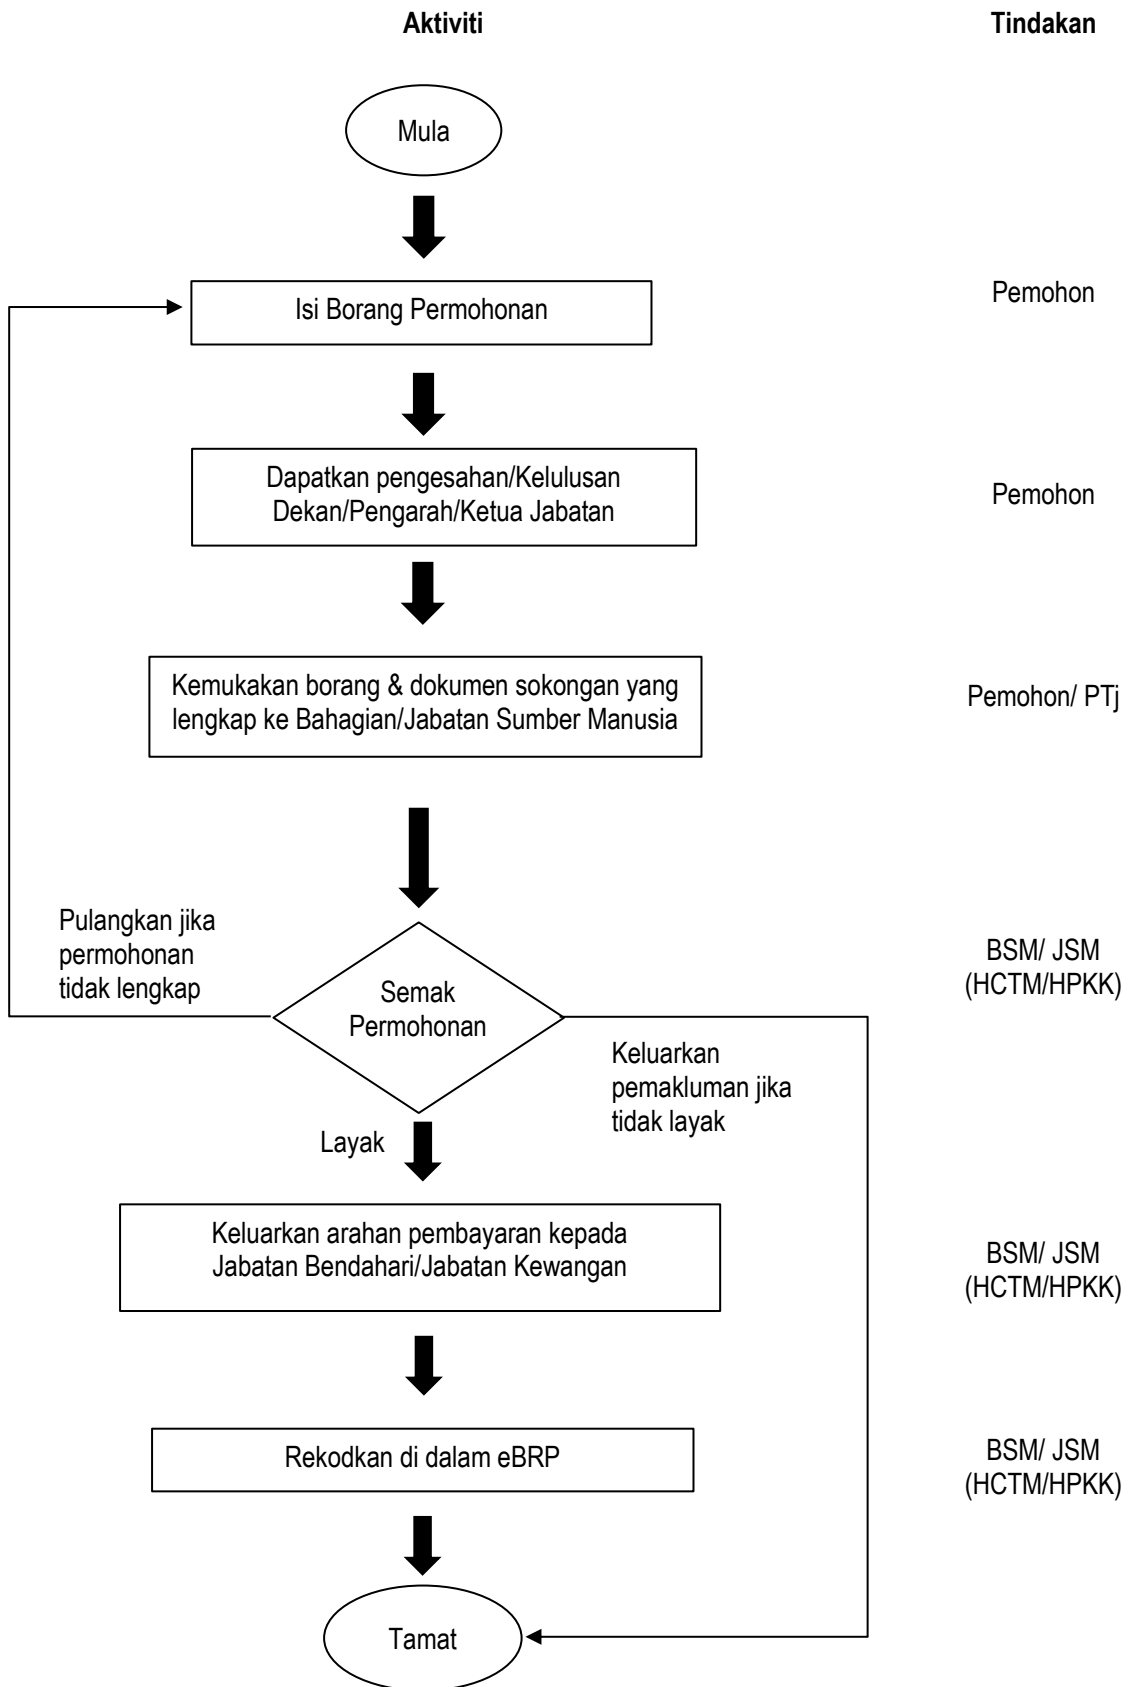 Aktiviti
Tindakan
Mula
Isi Borang Permohonan
Pemohon
Dapatkan pengesahan/Kelulusan
Dekan/Pengarah/Ketua Jabatan
Pemohon
Kemukakan borang & dokumen sokongan yang
lengkap ke Bahagian/Jabatan Sumber Manusia
Pemohon/ PTj
Pulangkan jika
permohonan
tidak lengkap
Semak
Permohonan
BSM/ JSM
(HCTM/HPKK)
Keluarkan
pemakluman jika
tidak layak
Layak
Keluarkan arahan pembayaran kepada
Jabatan Bendahari/Jabatan Kewangan
BSM/ JSM
(HCTM/HPKK)
Rekodkan di dalam eBRP
BSM/ JSM
(HCTM/HPKK)
Tamat